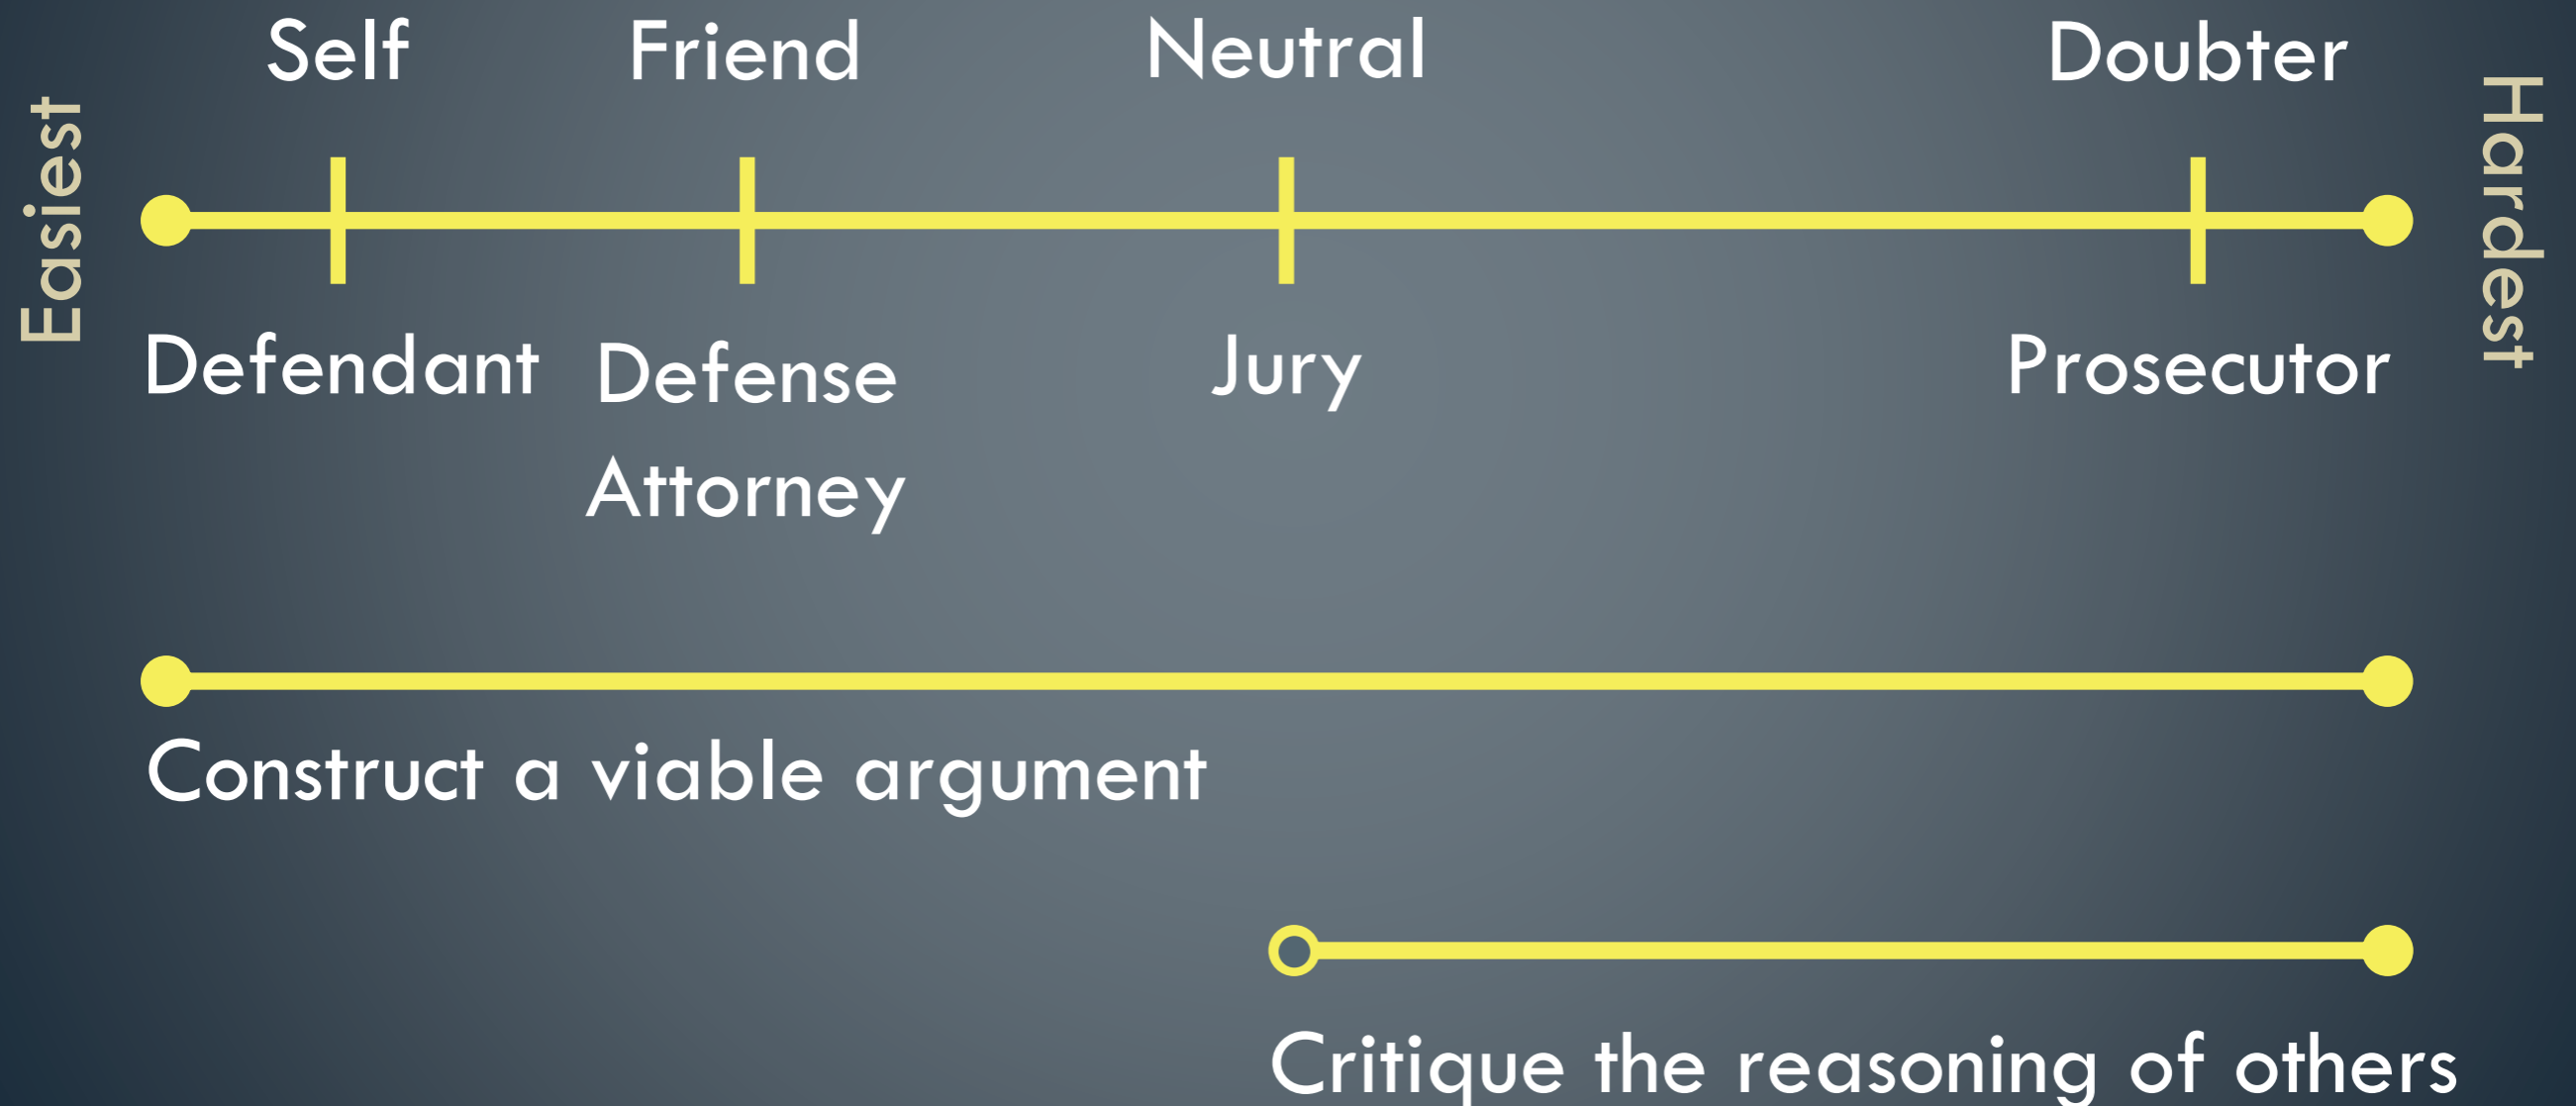 Self
Friend
Neutral
Doubter
Easiest
Hardest
Defendant
Defense
Attorney
Jury
Prosecutor
Construct a viable argument
Critique the reasoning of others